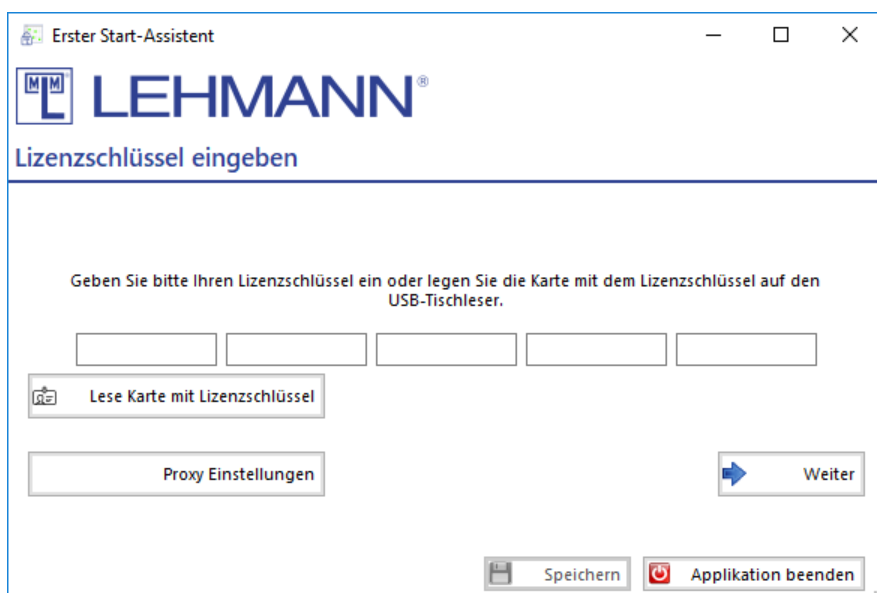 Erster Start-Assistent
MLM LEHMANN®
Lizenzschlüssel eingeben
Geben Sie bitte Ihren Lizenzschlüssel ein oder legen Sie die Karte mit dem Lizenzschlüssel auf den
USB-Tischleser.
Lese Karte mit Lizenzschlüssel
Proxy Einstellungen
Weiter
Speichern
Applikation beenden